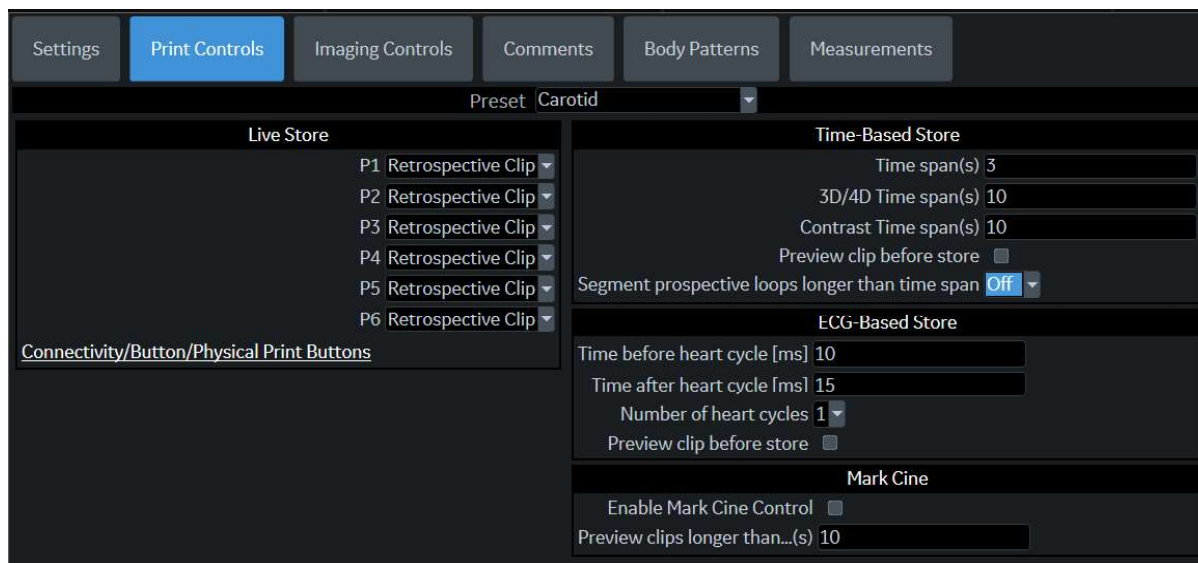 Settings
Print Controls
Imaging Controls
Comments
Body Patterns
Measurements
Preset Carotid
Live Store
P1 Retrospective Clip
P2 Retrospective Clip
P3 Retrospective Clip
P4 Retrospective Clip
P5 Retrospective Clip
P6 Retrospective Clip
Connectivity/Button/Physical Print Buttons
Time-Based Store
Time span(s) 3
3D/4D Time span(s) 10
Contrast Time span(s) 10
Preview clip before store
Segment prospective loops longer than time span Off
ECG-Based Store
Time before heart cycle [ms] 10
Time after heart cycle [ms] 15
Number of heart cycles 1
Preview clip before store
Mark Cine
Enable Mark Cine Control
Preview clips longer than...(s) 10